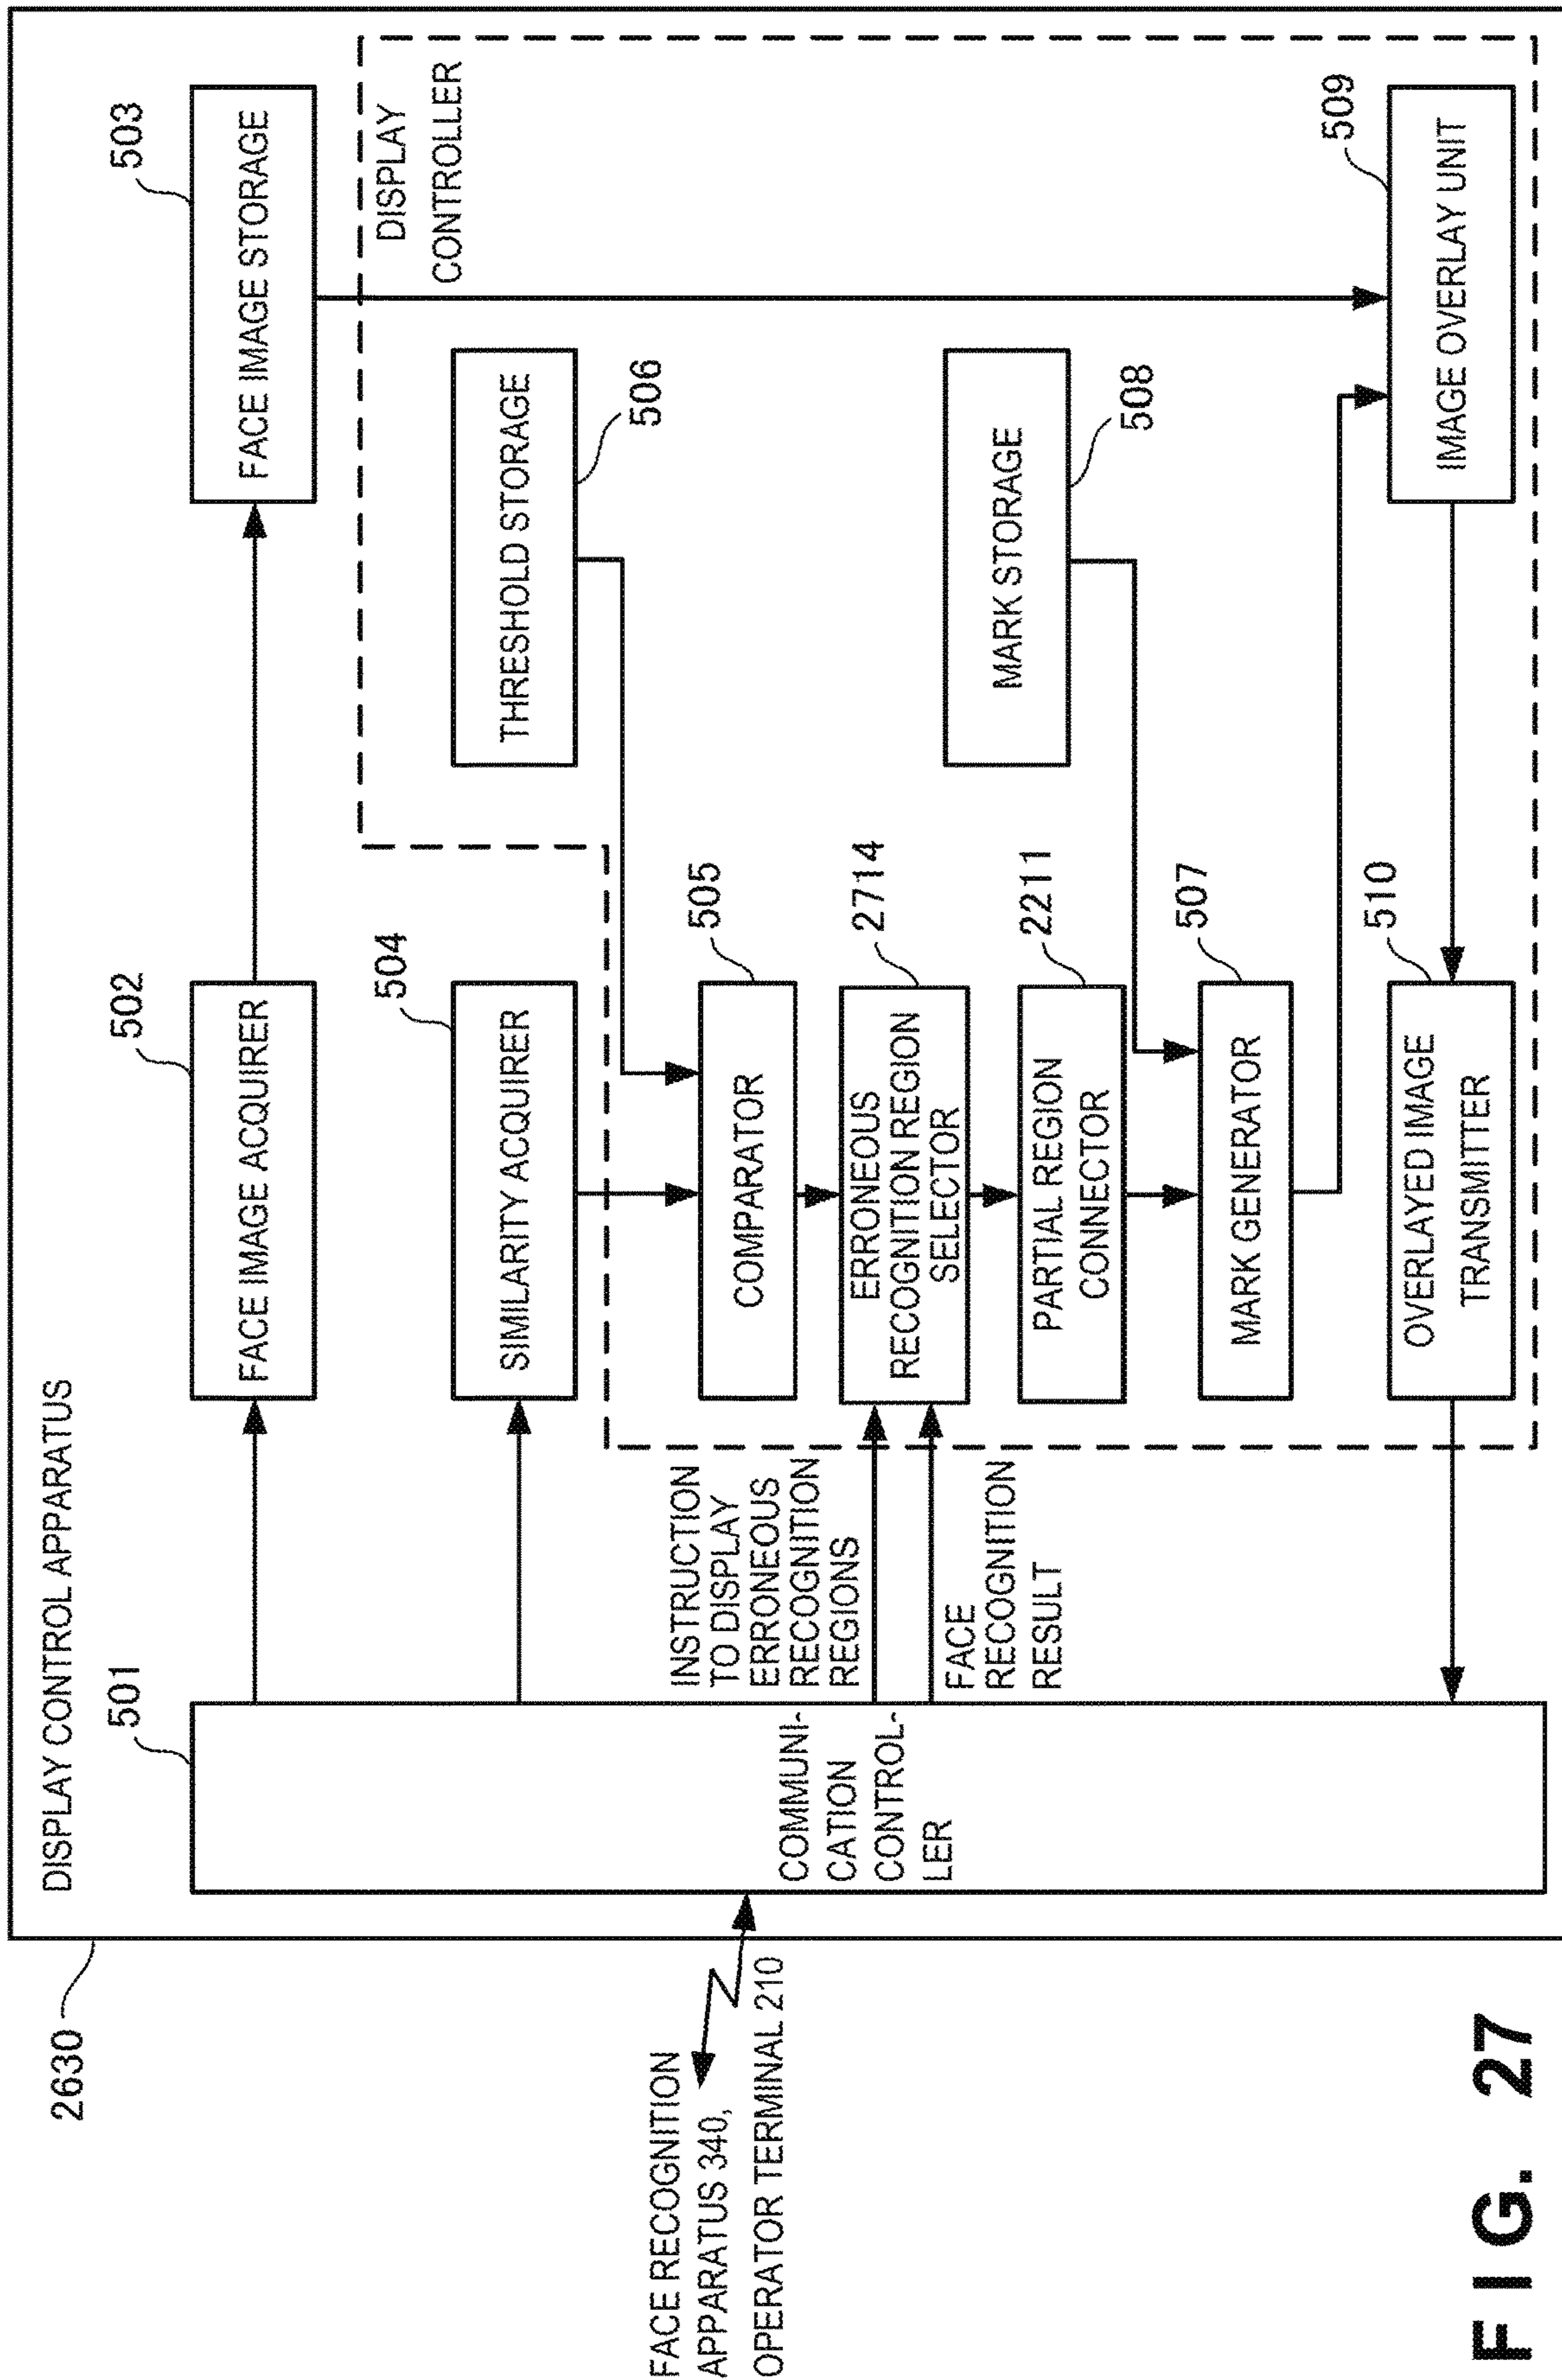 2630
DISPLAY CONTROL APPARATUS
501
COMMUNI-
CATION
CONTROL-
LER
FACE RECOGNITION
APPARATUS 340,
OPERATOR TERMINAL 210
502
FACE IMAGE ACQUIRER
503
FACE IMAGE STORAGE
504
SIMILARITY ACQUIRER
DISPLAY
CONTROLLER
THRESHOLD STORAGE
506
505
COMPARATOR
INSTRUCTION
TO DISPLAY
ERRONEOUS
RECOGNITION
REGIONS
FACE
RECOGNITION
RESULT
2714
ERRONEOUS
RECOGNITION REGION
SELECTOR
2211
PARTIAL REGION
CONNECTOR
MARK STORAGE
508
507
MARK GENERATOR
509
IMAGE OVERLAY UNIT
510
OVERLAYED IMAGE
TRANSMITTER
FIG. 27